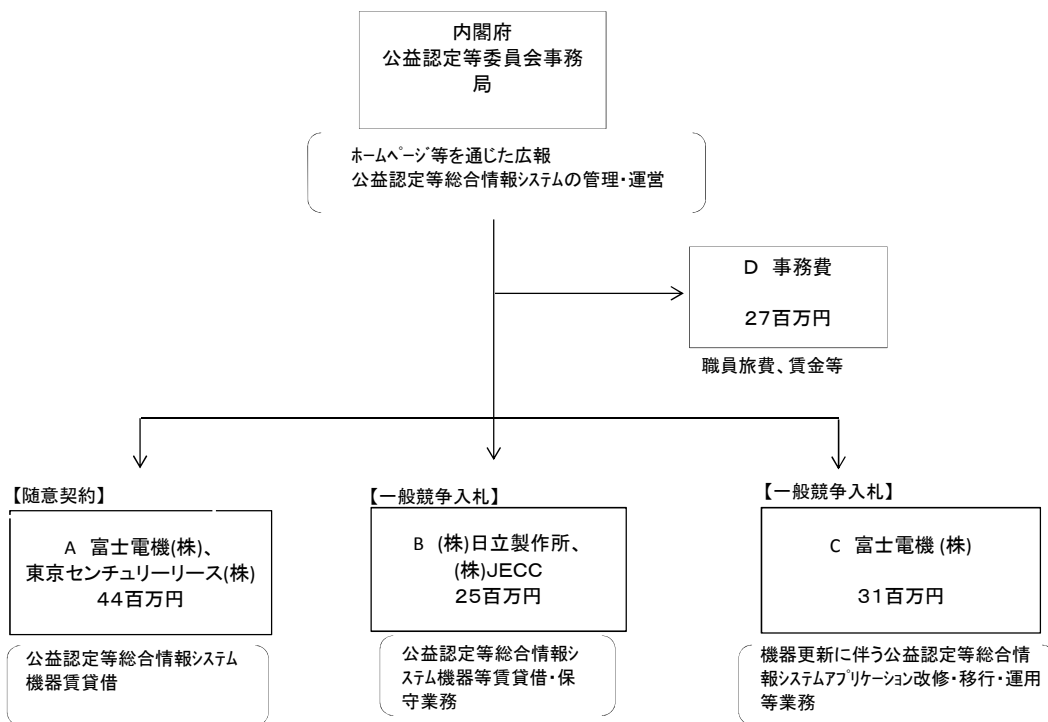 内閣府
公益認定等委員会事務
局
ホームページ等を通じた広報
公益認定等総合情報システムの管理・運営
D 事務費
27百万円
職員旅費、賃金等
【随意契約】
A 富士電機(株)、
東京センチュリーリース(株)
44百万円
公益認定等総合情報システム
機器賃貸借
【一般競争入札】
B (株)日立製作所、
(株)JECC
25百万円
公益認定等総合情報シ
ステム機器等賃貸借・保
守業務
【一般競争入札】
C 富士電機(株)
31百万円
機器更新に伴う公益認定等総合情
報システムアプリケーション改修・移行・運用
等業務